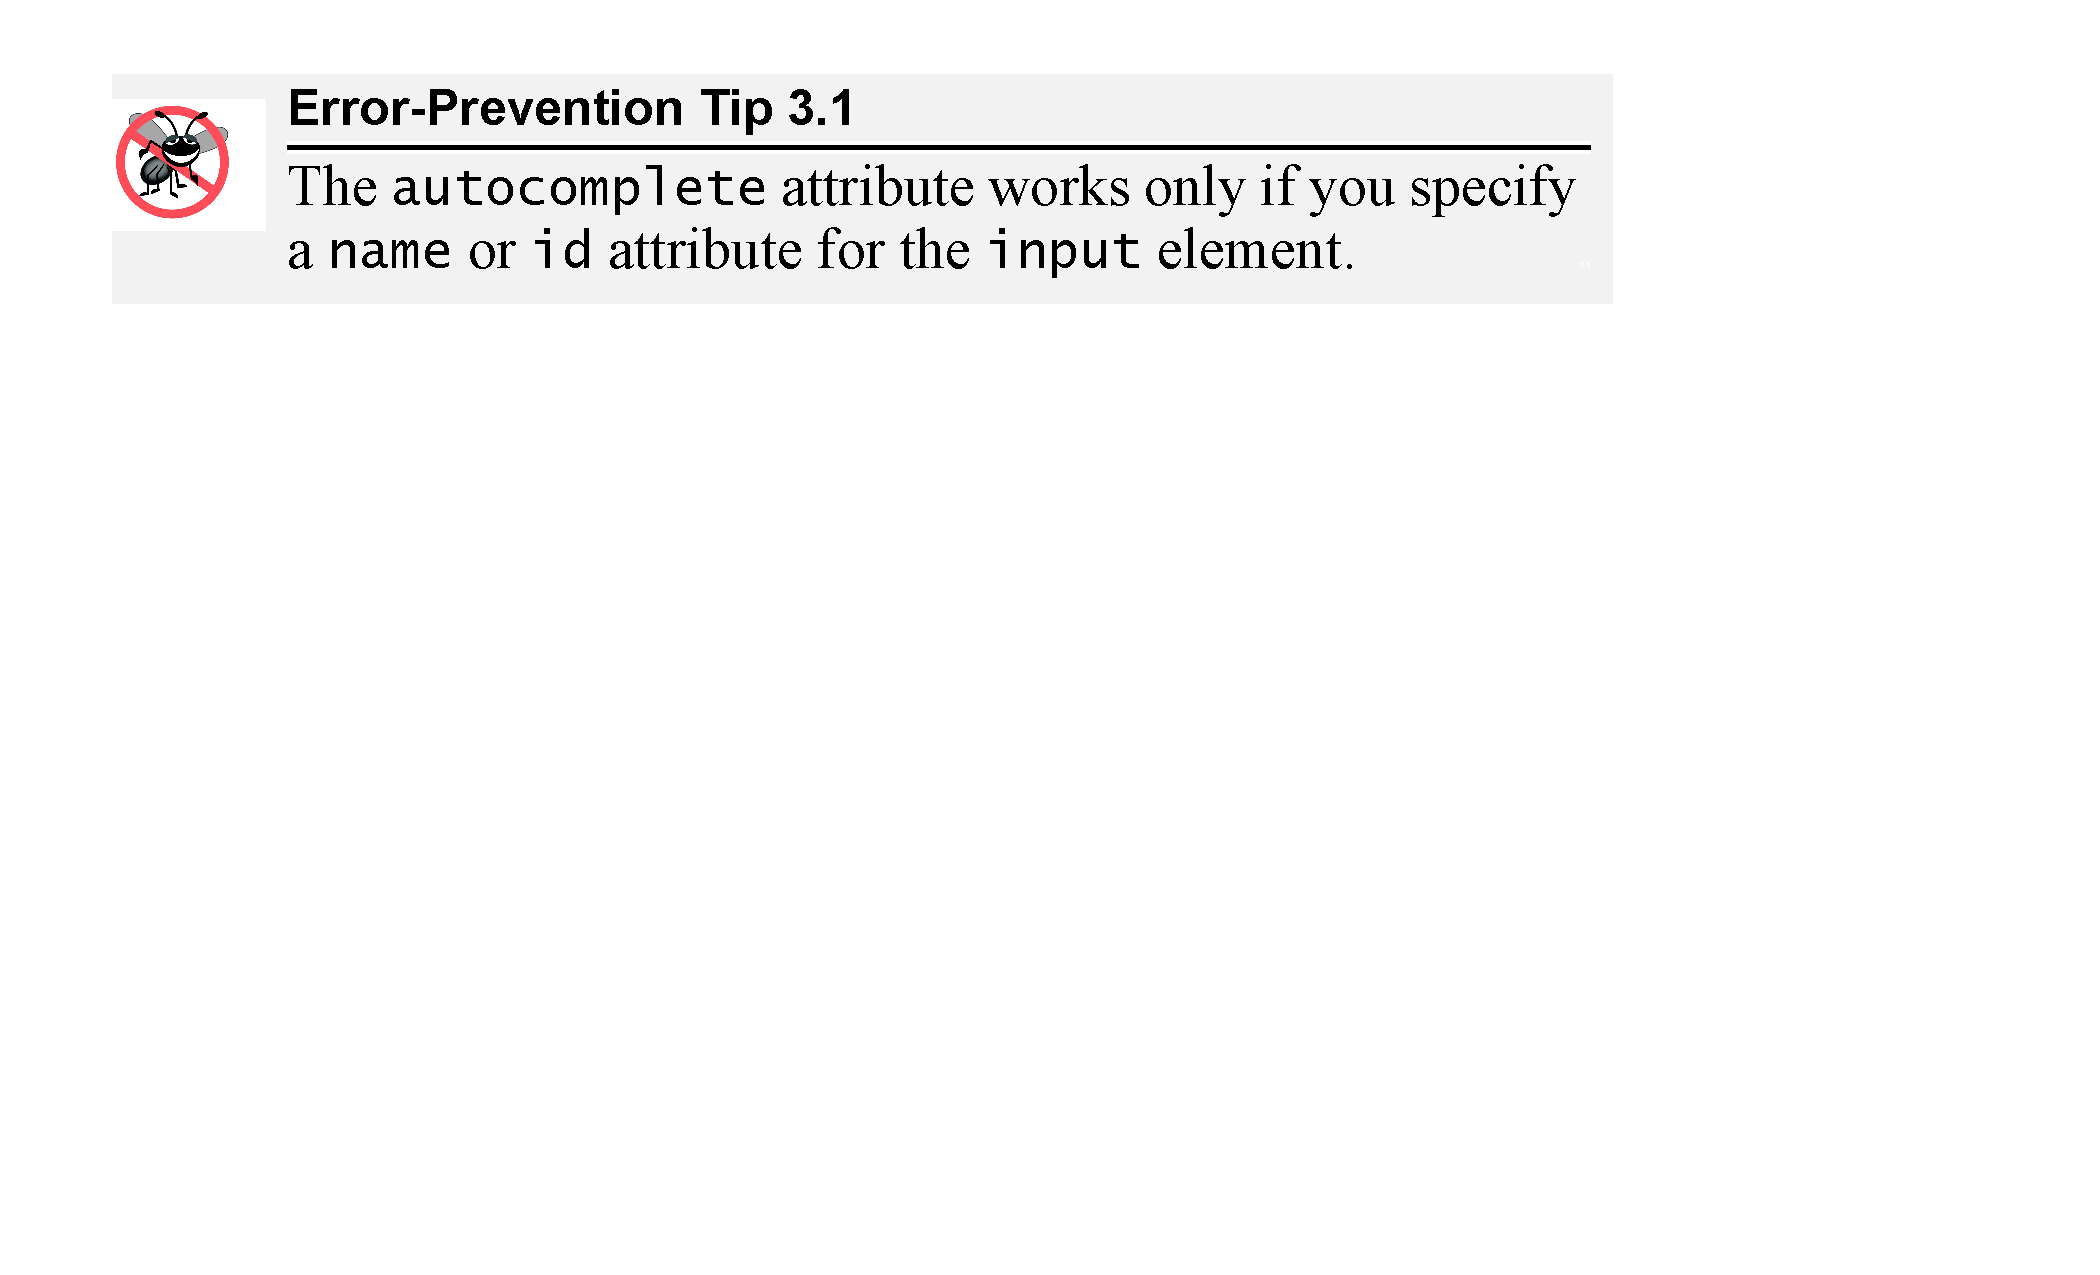 Error-Prevention Tip 3.1
The autocomplete attribute works only if you specify
a name or id attribute for the input element.